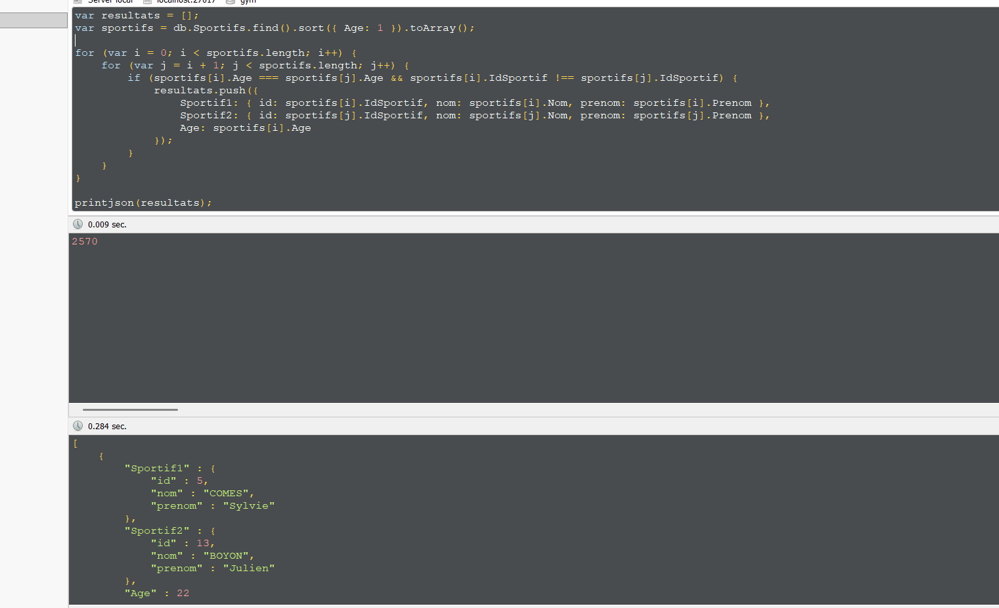 Server local localhost:27017 gym
var resultats = [];
var sportifs = db.Sportifs.find().sort({ Age: 1 }).toArray();
for (var i = 0; i < sportifs.length; i++) {
    for (var j = i + 1; j < sportifs.length; j++) {
        if (sportifs[i].Age === sportifs[j].Age && sportifs[i].IdSportif !== sportifs[j].IdSportif) {
            resultats.push({
                Sportif1: { id: sportifs[i].IdSportif, nom: sportifs[i].Nom, prenom: sportifs[i].Prenom },
                Sportif2: { id: sportifs[j].IdSportif, nom: sportifs[j].Nom, prenom: sportifs[j].Prenom },
                Age: sportifs[i].Age
            });
        }
    }
}
printjson(resultats);
0.009 sec.
2570
0.284 sec.
[
    {
        "Sportif1" : {
            "id" : 5,
            "nom" : "COMES",
            "prenom" : "Sylvie"
        },
        "Sportif2" : {
            "id" : 13,
            "nom" : "BOYON",
            "prenom" : "Julien"
        },
        "Age" : 22